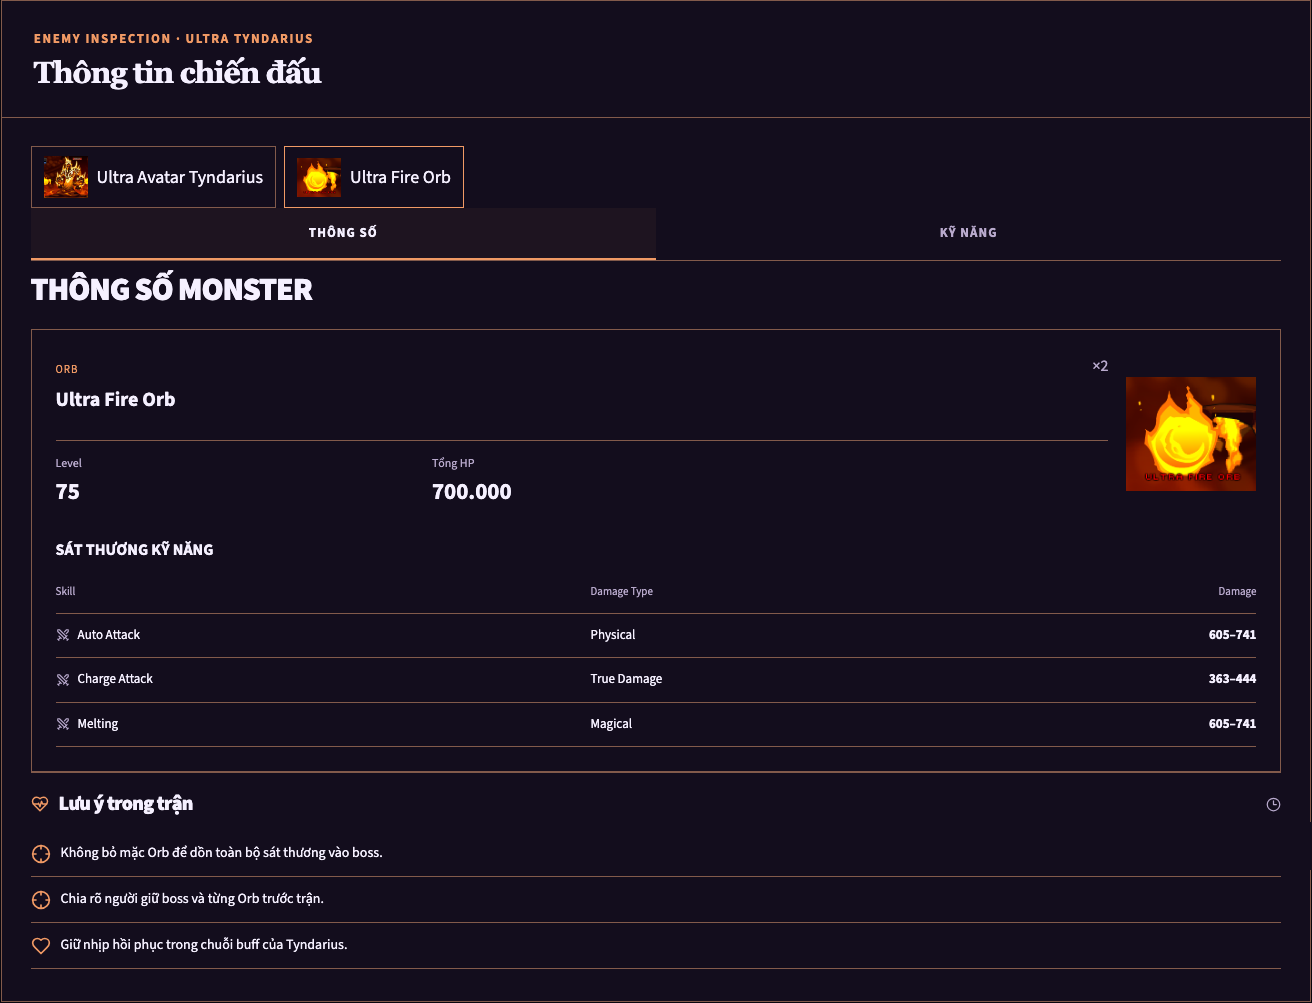 ENEMY INSPECTION · ULTRA TYNDARIUS
Thông tin chiến đấu
Ultra Avatar Tyndarius
Ultra Fire Orb
THÔNG SỐ
KỸ NĂNG
THÔNG SỐ MONSTER
ORB
×2
Ultra Fire Orb
ULTRA FIRE ORB
Level
Tổng HP
75
700.000
SÁT THƯƠNG KỸ NĂNG
Skill Damage Type Damage
Auto Attack Physical 605–741
Charge Attack True Damage 363–444
Melting Magical 605–741
Lưu ý trong trận
Không bỏ mặc Orb để dồn toàn bộ sát thương vào boss.
Chia rõ người giữ boss và từng Orb trước trận.
Giữ nhịp hồi phục trong chuỗi buff của Tyndarius.